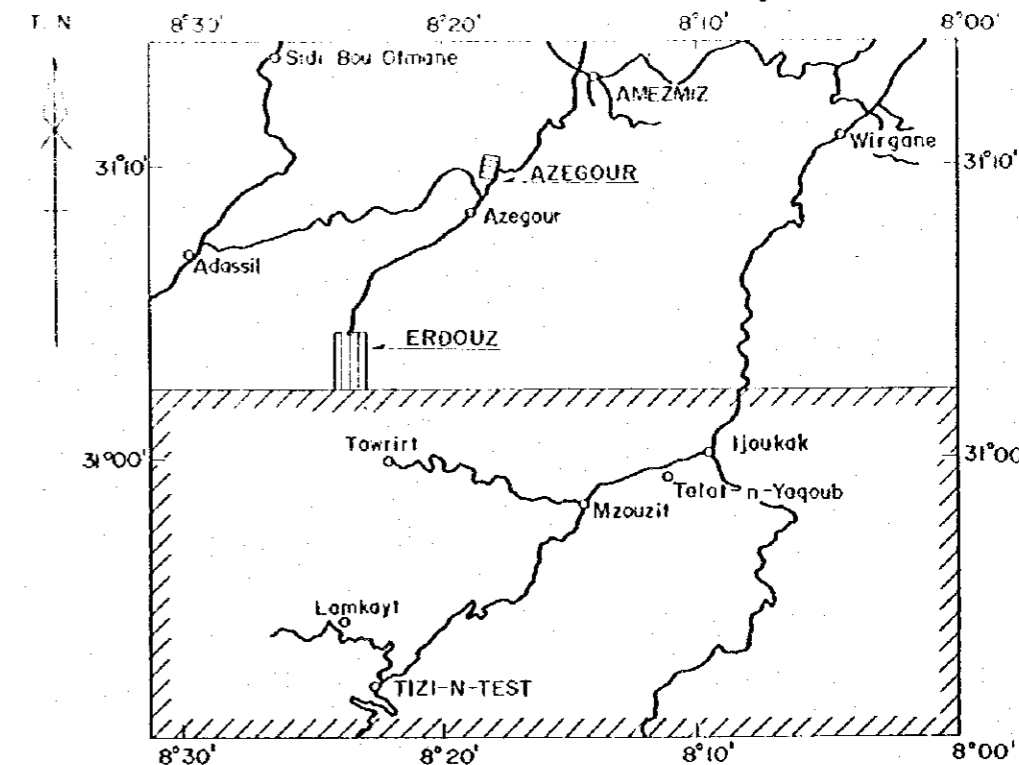 T. N
8°30' 8°20' 8°10' 8°00'
Sidi Bou Otmane
AMEZMIZ
Wirgane
31°10' 31°10'
AZEGOUR
Azegour
Adassil
ERDOUZ
Tawrirt
Ijoukak
31°00' 31°00'
Talat-n-Yaqoub
Mzouzit
Lamkayt
TIZI-N-TEST
8°30' 8°20' 8°10' 8°00'